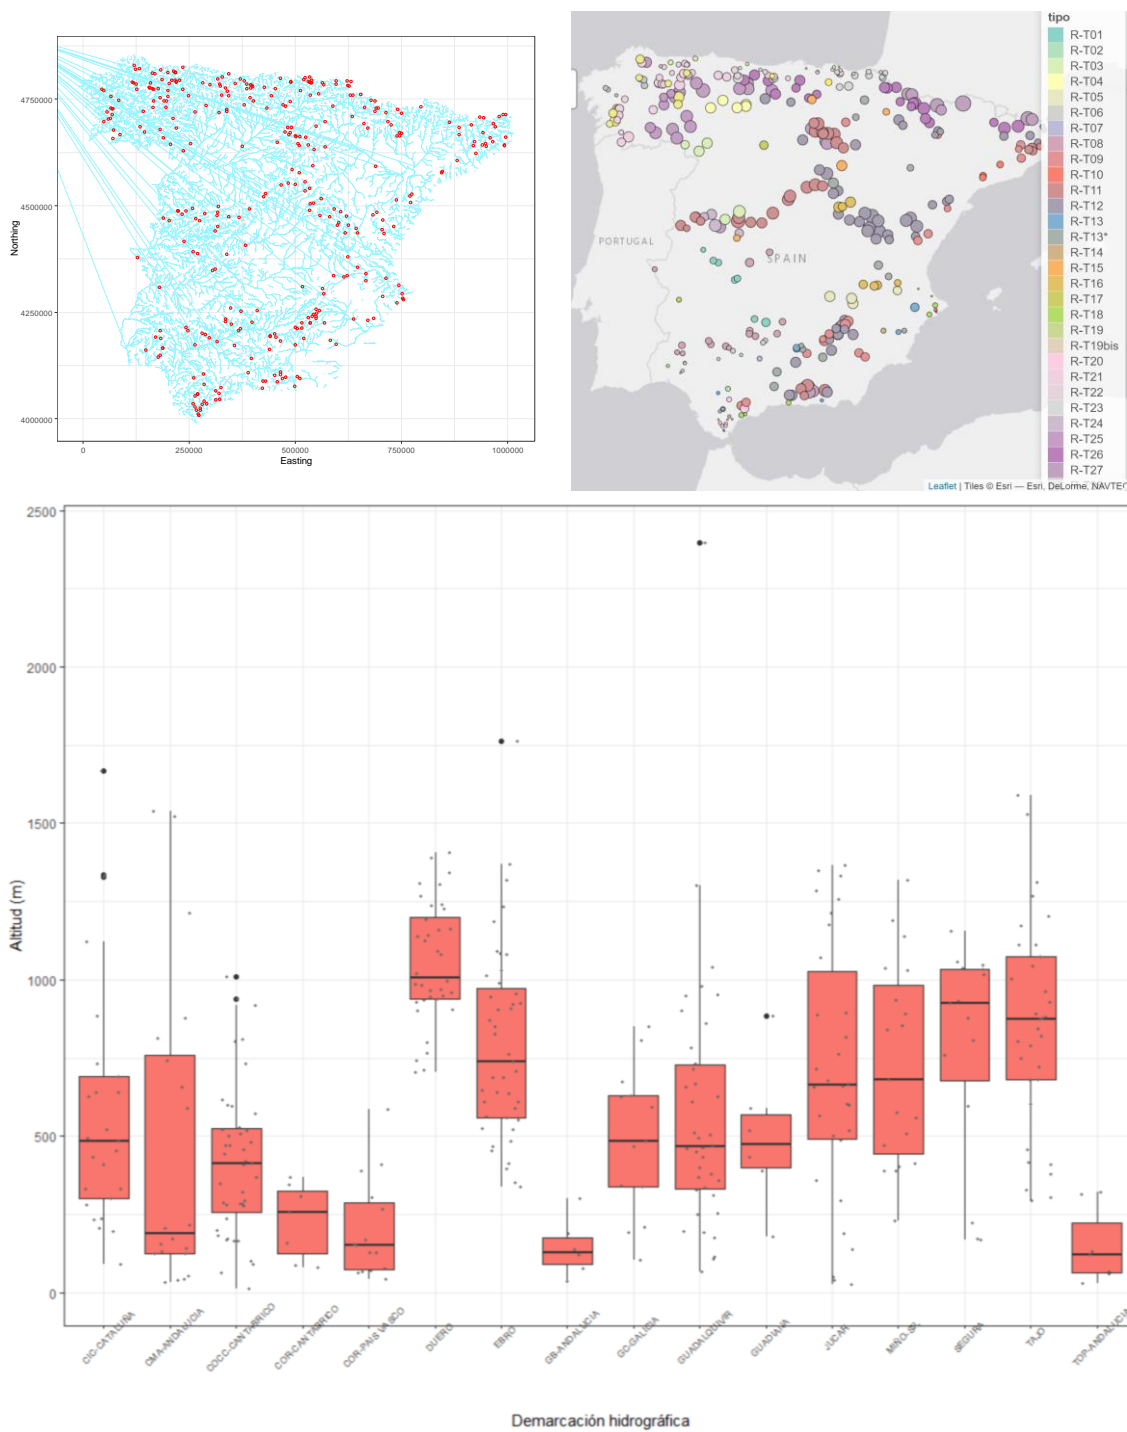 Northing
4750000
4500000
4250000
4000000
0
250000
500000
750000
1000000
Easting
PORTUGAL
SPAIN
tipo
R-T01
R-T02
R-T03
R-T04
R-T05
R-T06
R-T07
R-T08
R-T09
R-T10
R-T11
R-T12
R-T13
R-T13*
R-T14
R-T15
R-T16
R-T17
R-T18
R-T19
R-T19bis
R-T20
R-T21
R-T22
R-T23
R-T24
R-T25
R-T26
R-T27
Leaflet | Tiles © Esri — Esri, DeLorme, NAVTEQ
Altitud (m)
2500
2000
1500
1000
500
0
CIC-CATALUÑA
CMA-ANDALUCIA
COCC-CANTABRICO
COR-CANTABRICO
COR-PAIS VASCO
DUERO
EBRO
GB-ANDALUCIA
GC-GALICIA
GUADALQUIVIR
GUADIANA
JUCAR
MIÑO-SIL
SEGURA
TAJO
TOP-ANDALUCIA
Demarcación hidrográfica